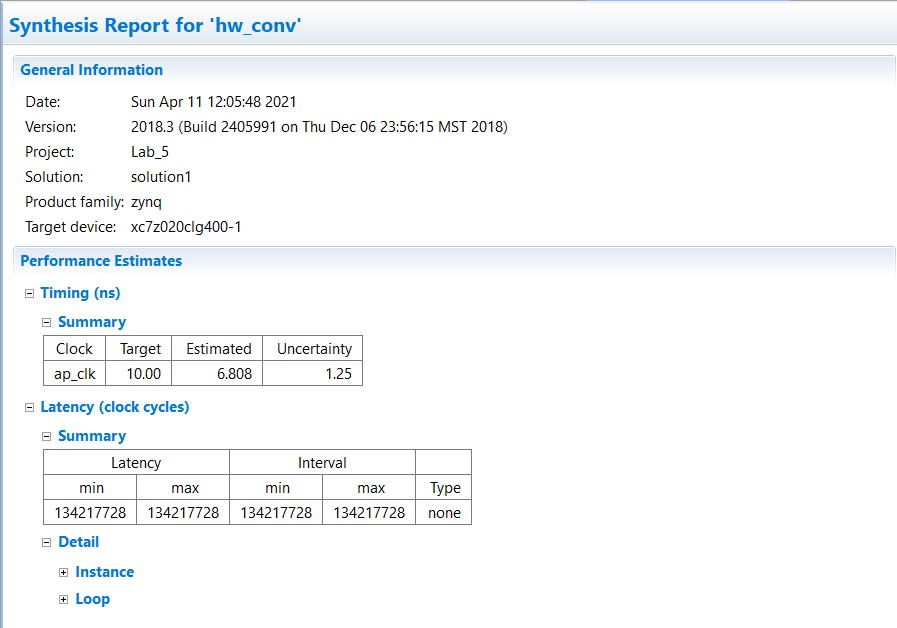 Synthesis Report for 'hw_conv'
General Information
Date: Sun Apr 11 12:05:48 2021
Version: 2018.3 (Build 2405991 on Thu Dec 06 23:56:15 MST 2018)
Project: Lab_5
Solution: solution1
Product family: zynq
Target device: xc7z020clg400-1
Performance Estimates
Timing (ns)
Summary
Clock Target Estimated Uncertainty
ap_clk 10.00 6.808 1.25
Latency (clock cycles)
Summary
Latency Interval
min max min max Type
134217728 134217728 134217728 134217728 none
Detail
Instance
Loop